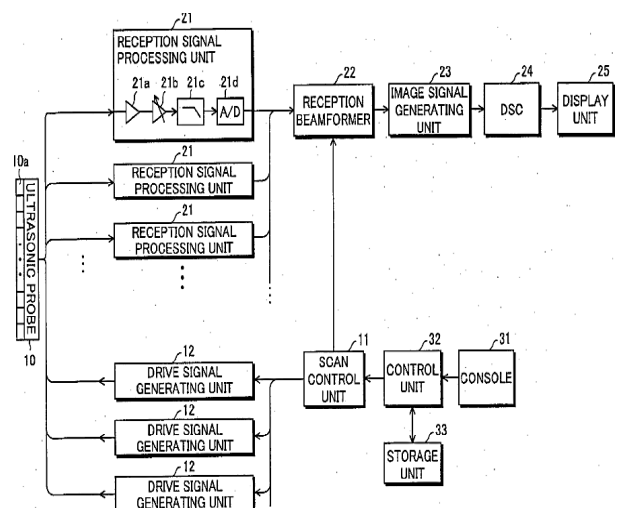 21
RECEPTION SIGNAL
PROCESSING UNIT
21a 21b 21c 21d
A/D
22
RECEPTION
BEAMFORMER
23
IMAGE SIGNAL
GENERATING
UNIT
24
DSC
25
DISPLAY
UNIT
21
RECEPTION SIGNAL
PROCESSING UNIT
21
RECEPTION SIGNAL
PROCESSING UNIT
10a
ULTRASONIC PROBE
10
12
DRIVE SIGNAL
GENERATING UNIT
12
DRIVE SIGNAL
GENERATING UNIT
12
DRIVE SIGNAL
GENERATING UNIT
11
SCAN
CONTROL
UNIT
32
CONTROL
UNIT
31
CONSOLE
33
STORAGE
UNIT